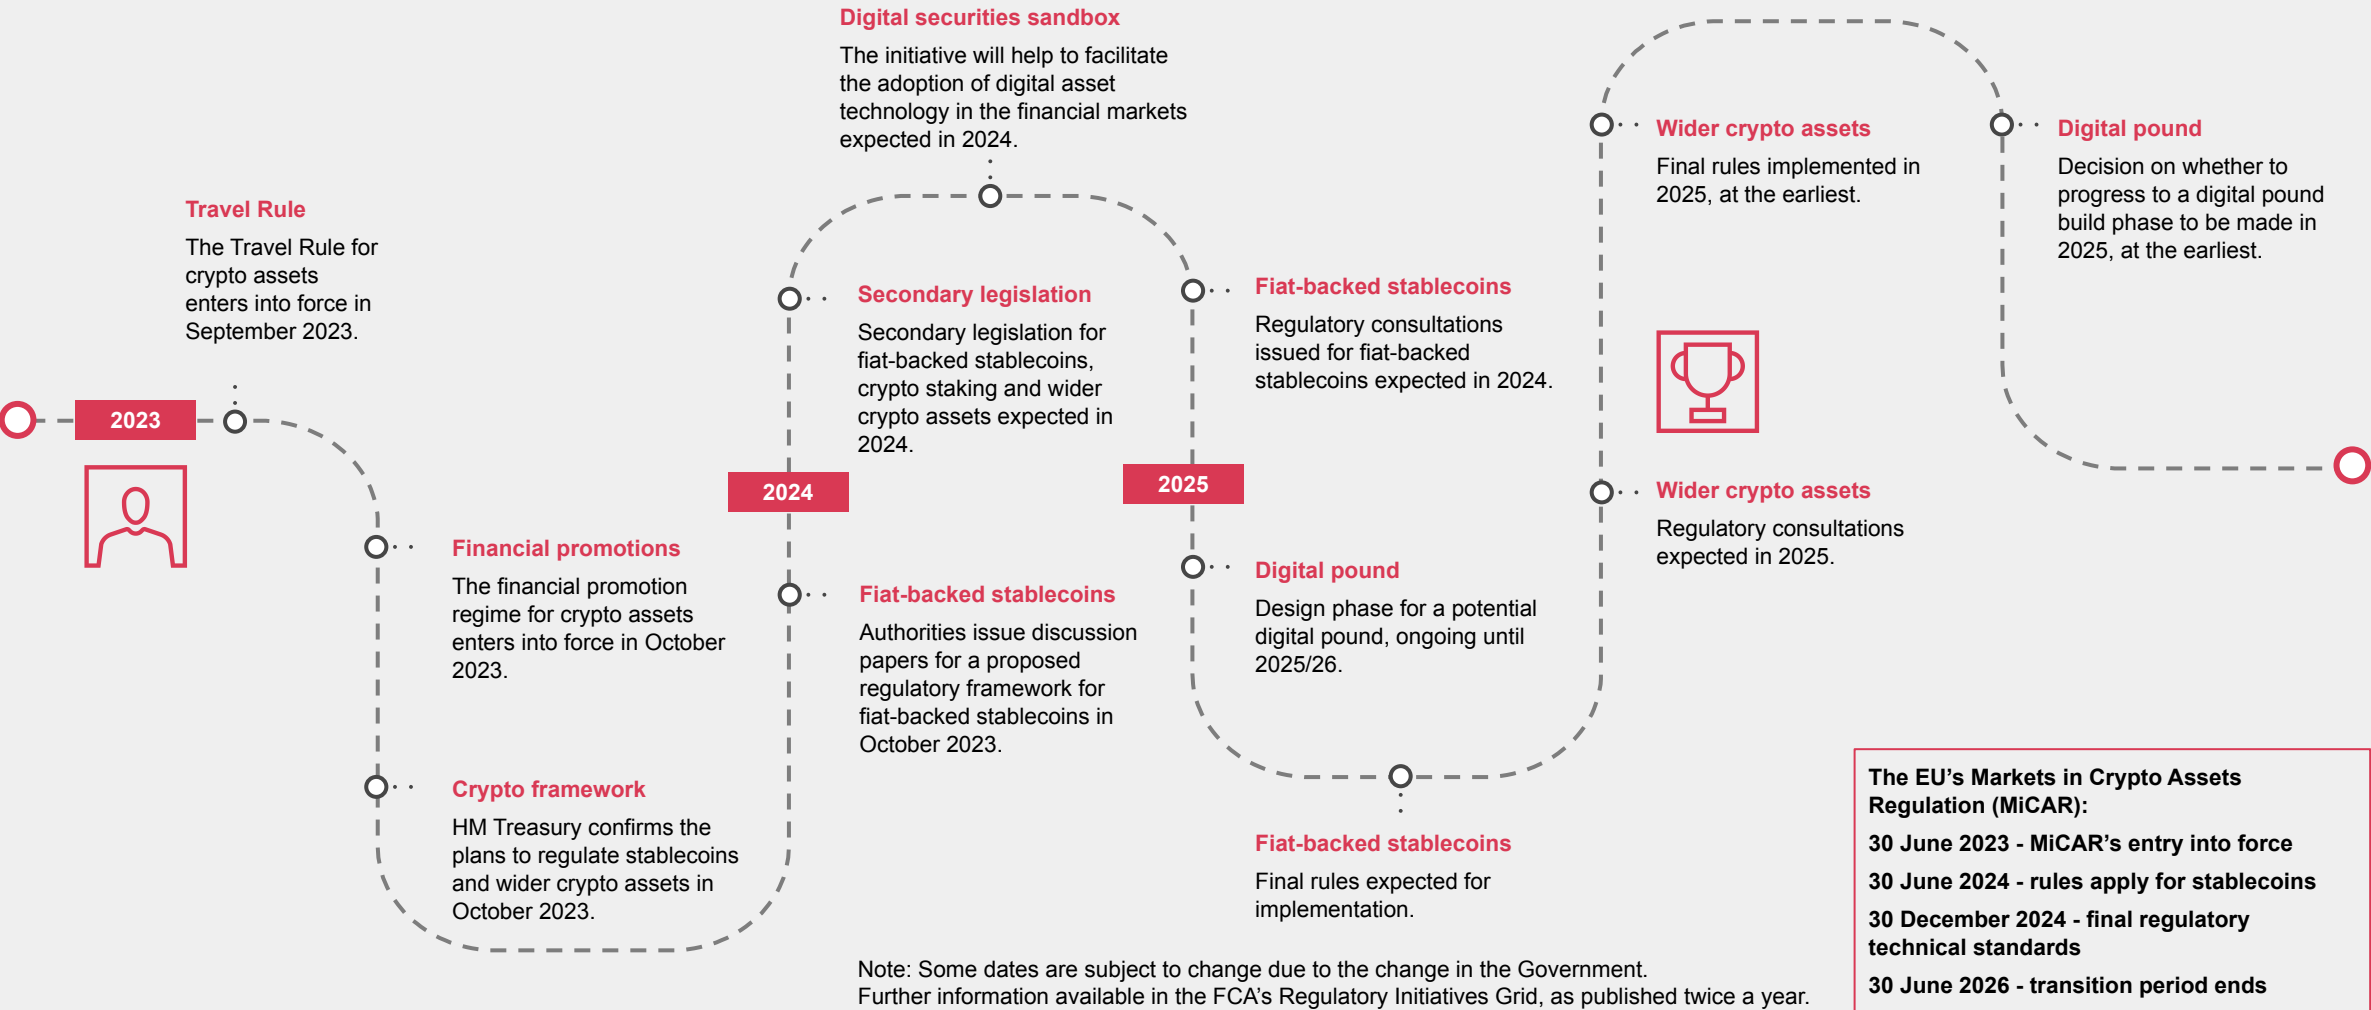 2023
Travel Rule
The Travel Rule for
crypto assets
enters into force in
September 2023.
Financial promotions
The financial promotion
regime for crypto assets
enters into force in October
2023.
Crypto framework
HM Treasury confirms the
plans to regulate stablecoins
and wider crypto assets in
October 2023.
Fiat-backed stablecoins
Authorities issue discussion
papers for a proposed
regulatory framework for
fiat-backed stablecoins in
October 2023.
2024
Secondary legislation
Secondary legislation for
fiat-backed stablecoins,
crypto staking and wider
crypto assets expected in
2024.
Digital securities sandbox
The initiative will help to facilitate
the adoption of digital asset
technology in the financial markets
expected in 2024.
Fiat-backed stablecoins
Regulatory consultations
issued for fiat-backed
stablecoins expected in 2024.
2025
Digital pound
Design phase for a potential
digital pound, ongoing until
2025/26.
Fiat-backed stablecoins
Final rules expected for
implementation.
Wider crypto assets
Regulatory consultations
expected in 2025.
Wider crypto assets
Final rules implemented in
2025, at the earliest.
Digital pound
Decision on whether to
progress to a digital pound
build phase to be made in
2025, at the earliest.
The EU’s Markets in Crypto Assets
Regulation (MiCAR):
30 June 2023 - MiCAR’s entry into force
30 June 2024 - rules apply for stablecoins
30 December 2024 - final regulatory
technical standards
30 June 2026 - transition period ends
Note: Some dates are subject to change due to the change in the Government.
Further information available in the FCA’s Regulatory Initiatives Grid, as published twice a year.